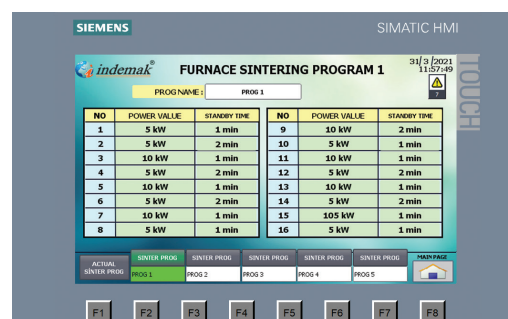 SIEMENS
SIMATIC HMI
TOUCH
indemak®
FURNACE SINTERING PROGRAM 1
31/3/2021
11:57:49
PROG NAME : PROG 1
7
NO POWER VALUE STANDBY TIME NO POWER VALUE STANDBY TIME
1 5 kW 1 min 9 10 kW 2 min
2 5 kW 2 min 10 5 kW 1 min
3 10 kW 2 min 11 10 kW 1 min
4 5 kW 2 min 12 5 kW 2 min
5 10 kW 1 min 13 10 kW 1 min
6 5 kW 2 min 14 5 kW 2 min
7 10 kW 1 min 15 105 kW 1 min
8 5 kW 1 min 16 5 kW 1 min
ACTUAL SİNTER PROG
SINTER PROG SINTER PROG SINTER PROG SINTER PROG SINTER PROG MAIN PAGE
PROG 1 PROG 2 PROG 3 PROG 4 PROG 5
F1 F2 F3 F4 F5 F6 F7 F8